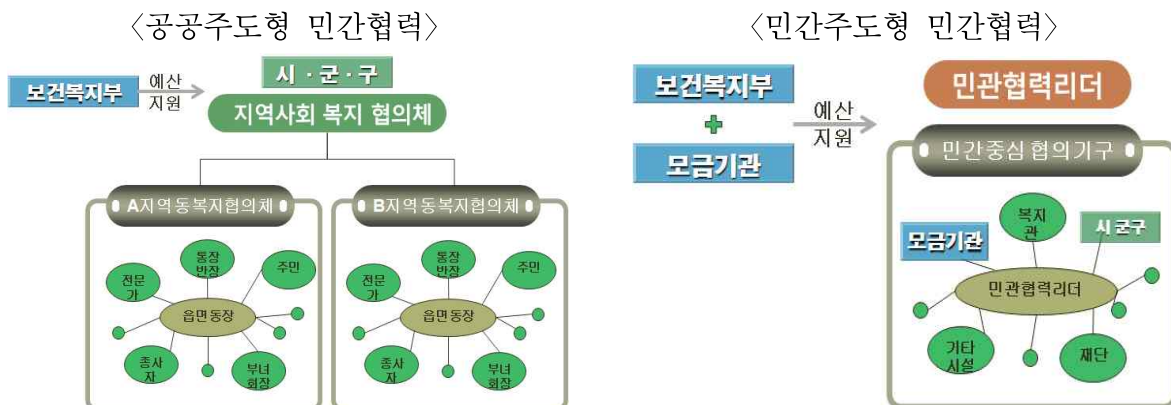 〈공공주도형 민간협력〉
보건복지부
예산
지원
시 · 군 · 구
지역사회 복지 협의체
A지역 동복지협의체
전문
가
통장
반장
주민
읍면동장
종사
자
부녀
회장
B지역 동복지협의체
전문
가
통장
반장
주민
읍면동장
종사
자
부녀
회장
〈민간주도형 민간협력〉
보건복지부
+
모금기관
예산
지원
민관협력리더
민간중심 협의기구
모금기관
복지
관
시군구
민관협력리더
기타
시설
재단